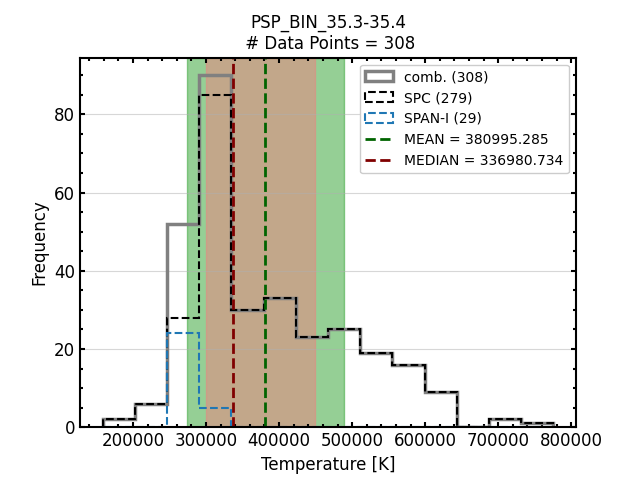 PSP_BIN_35.3-35.4
# Data Points = 308
comb. (308)
SPC (279)
SPAN-I (29)
MEAN = 380995.285
MEDIAN = 336980.734
Frequency
80
60
40
20
0
200000 300000 400000 500000 600000 700000 800000
Temperature [K]